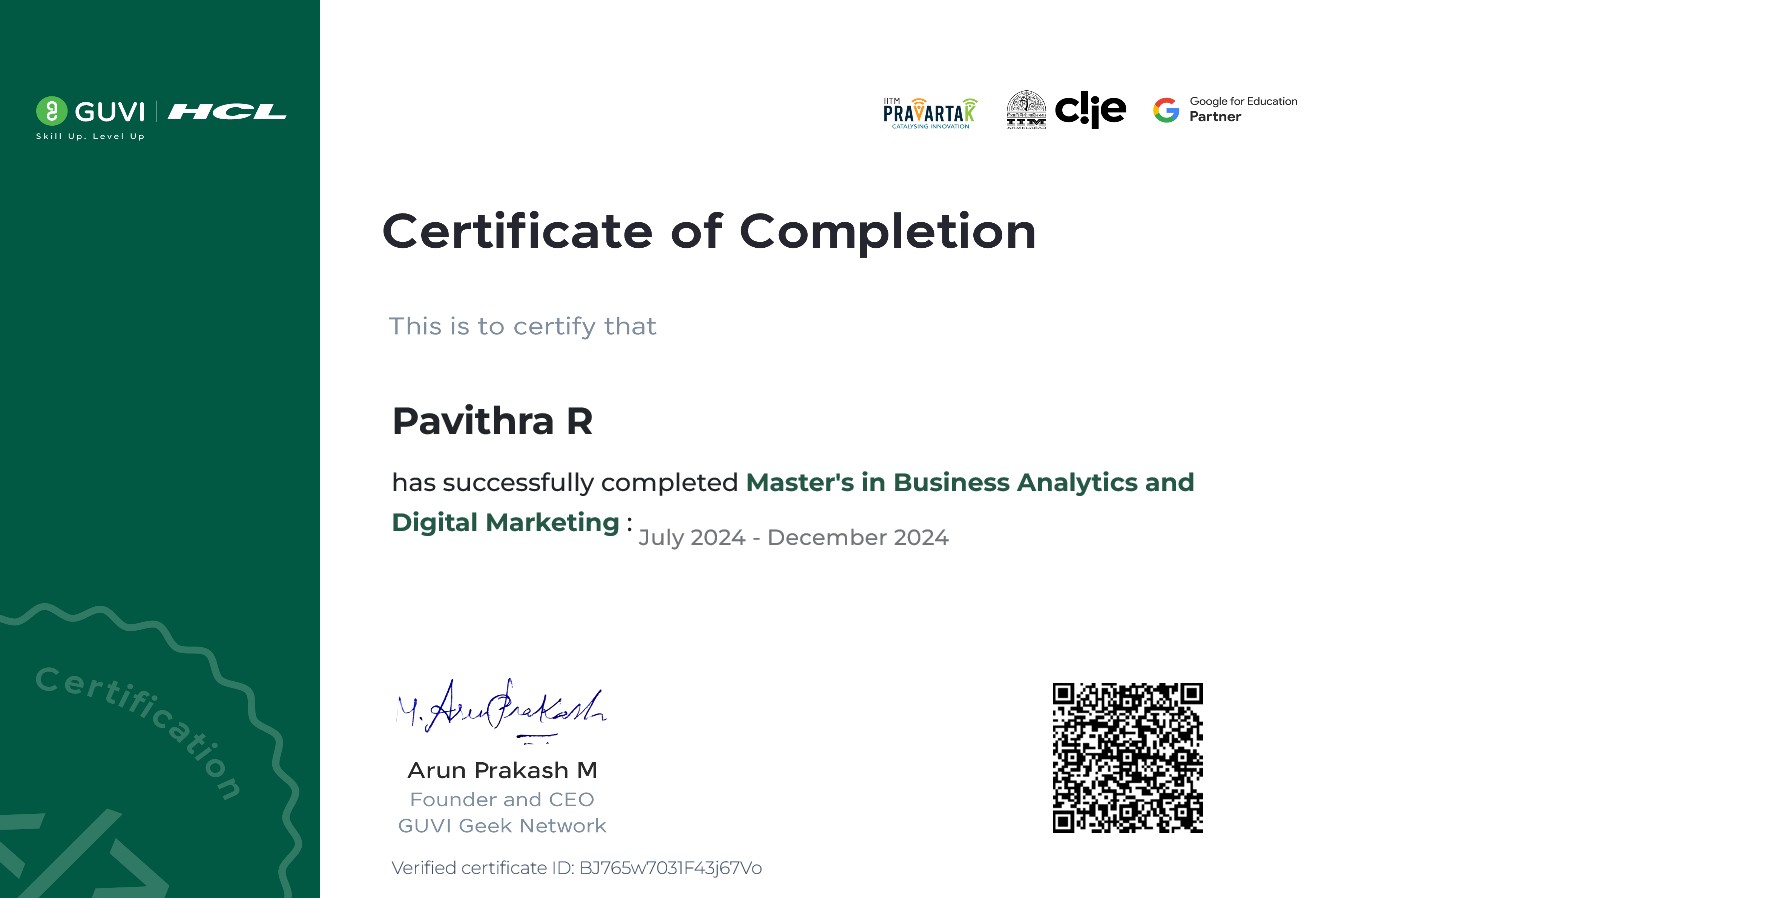 GUVI HCL
Skill Up. Level Up
IITM
PRAVARTAK
CATALYSING INNOVATION
IIM
AHMEDABAD
c!ie
Google for Education
Partner
Certificate of Completion
This is to certify that
Pavithra R
has successfully completed Master's in Business Analytics and
Digital Marketing : July 2024 - December 2024
Certification
</>
M. Arun Prakash
Arun Prakash M
Founder and CEO
GUVI Geek Network
Verified certificate ID: BJ765w7031F43j67Vo